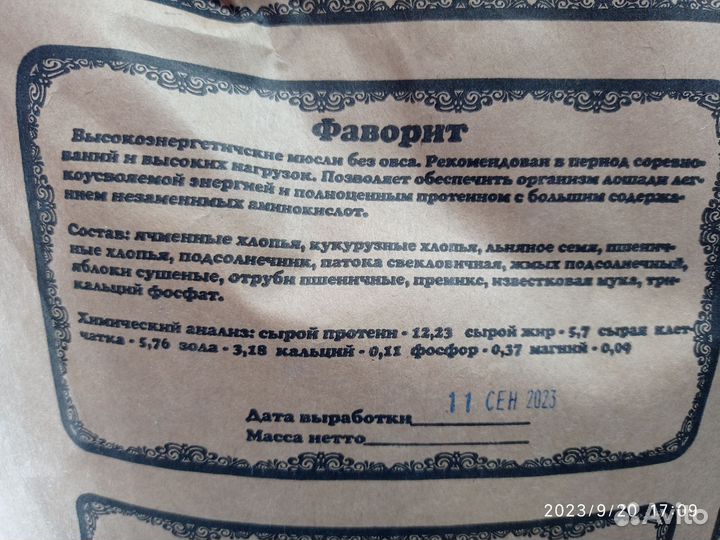 Фаворит
Высокоэнергетичские мюсли без овса. Рекомендован в период соревно-
ваний и высоких нагрузок. Позволяет обеспечить организм лошади лег-
коусвояемой энергией и полноценным протеином с большим содержа-
нием незаменимых аминокислот.
Состав: ячменные хлопья, кукурузные хлопья, льняное семя, пшенич-
ные хлопья, подсолнечник, патока свекловичная, жмых подсолнечный,
яблоки сушеные, отруби пшеничные, премикс, известковая мука, три-
кальций фосфат.
Химический анализ: сырой протеин - 12,23 сырой жир - 5,7 сырая клет-
чатка - 5,76 зола - 3,18 кальций - 0,11 фосфор - 0,37 магний - 0,09
Дата выработки 11 СЕН 2023
Масса нетто
2023/9/20 17:09
Avito